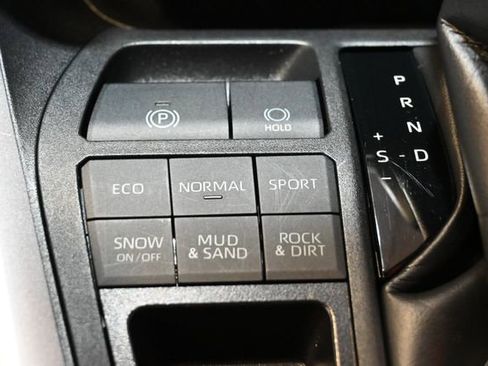 P
HOLD
ECO
NORMAL
SPORT
SNOW
ON/OFF
MUD
& SAND
ROCK
& DIRT
P
R
N
+
S - D
-